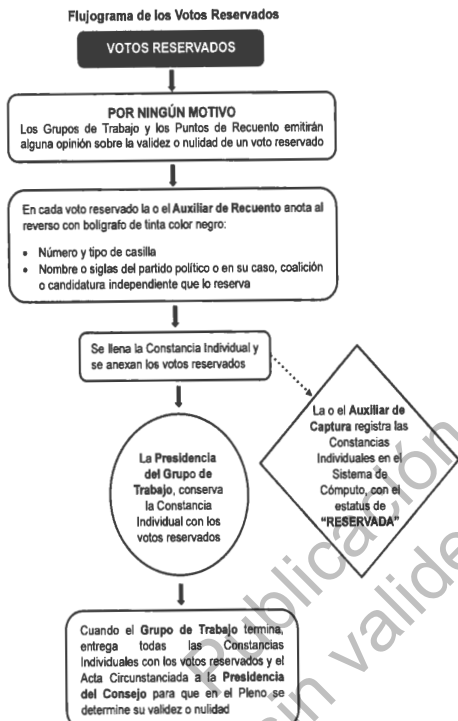 Flujograma de los Votos Reservados
VOTOS RESERVADOS
POR NINGÚN MOTIVO
Los Grupos de Trabajo y los Puntos de Recuento emitirán
alguna opinión sobre la validez o nulidad de un voto reservado
En cada voto reservado la o el Auxiliar de Recuento anota al
reverso con bolígrafo de tinta color negro:
• Número y tipo de casilla
• Nombre o siglas del partido político o en su caso, coalición
o candidatura independiente que lo reserva
Se llena la Constancia Individual y
se anexan los votos reservados
La o el Auxiliar de
Captura registra las
Constancias
Individuales en el
Sistema de
Cómputo, con el
estatus de
"RESERVADA"
La Presidencia
del Grupo de
Trabajo, conserva
la Constancia
Individual con los
votos reservados
Cuando el Grupo de Trabajo termina,
entrega todas las Constancias
Individuales con los votos reservados y el
Acta Circunstanciada a la Presidencia
del Consejo para que en el Pleno se
determine su validez o nulidad
Publicación
sin valide